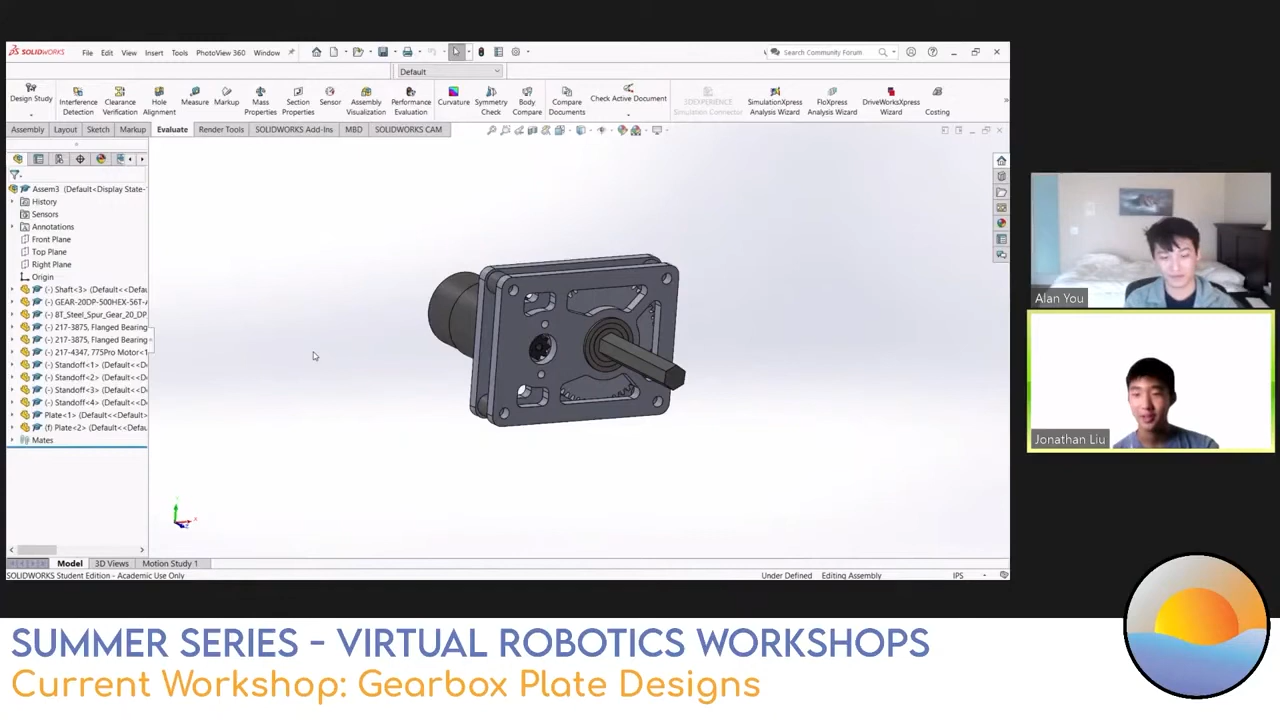 SOLIDWORKS File Edit View Insert Tools PhotoView 360 Window Search Community Forum
Default
Design Study Interference Detection Clearance Verification Hole Alignment Measure Markup Mass Properties Section Properties Sensor Assembly Visualization Performance Evaluation Curvature Symmetry Check Body Compare Compare Documents Check Active Document 3DEXPERIENCE Simulation Connector SimulationXpress Analysis Wizard FloXpress Analysis Wizard DriveWorksXpress Wizard Costing
Assembly Layout Sketch Markup Evaluate Render Tools SOLIDWORKS Add-Ins MBD SOLIDWORKS CAM
Assem3 (Default<Display State-
History
Sensors
Annotations
Front Plane
Top Plane
Right Plane
Origin
(-) Shaft<3> (Default<<Defau
(-) GEAR-20DP-500HEX-56T-
(-) 8T_Steel_Spur_Gear_20_DP
(-) 217-3875, Flanged Bearing
(-) 217-3875, Flanged Bearing
(-) 217-4347, 775Pro Motor<1
(-) Standoff<1> (Default<<D
(-) Standoff<2> (Default<<D
(-) Standoff<3> (Default<<D
(-) Standoff<4> (Default<<D
Plate<1> (Default<<Default>
(f) Plate<2> (Default<<Defau
Mates
Model 3D Views Motion Study 1
SOLIDWORKS Student Edition - Academic Use Only Under Defined Editing Assembly IPS
Alan You
Jonathan Liu
SUMMER SERIES - VIRTUAL ROBOTICS WORKSHOPS
Current Workshop: Gearbox Plate Designs